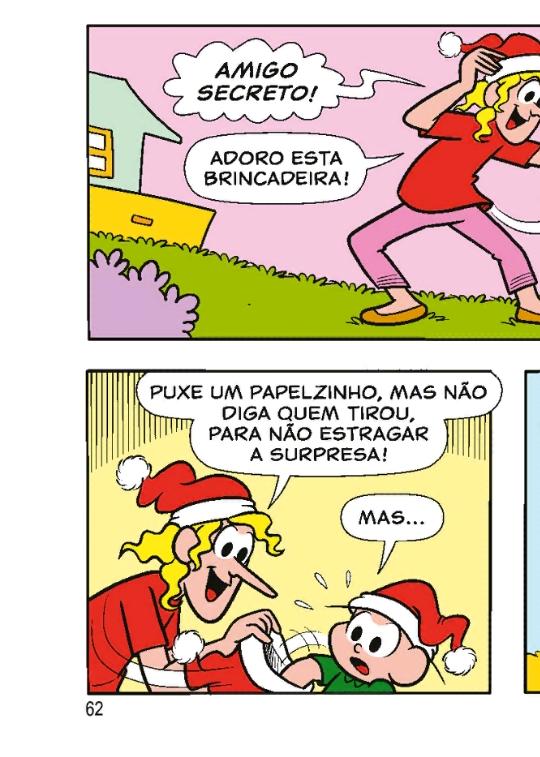 AMIGO
SECRETO!
ADORO ESTA
BRINCADEIRA!
PUXE UM PAPELZINHO, MAS NÃO
DIGA QUEM TIROU,
PARA NÃO ESTRAGAR
A SURPRESA!
MAS...
62